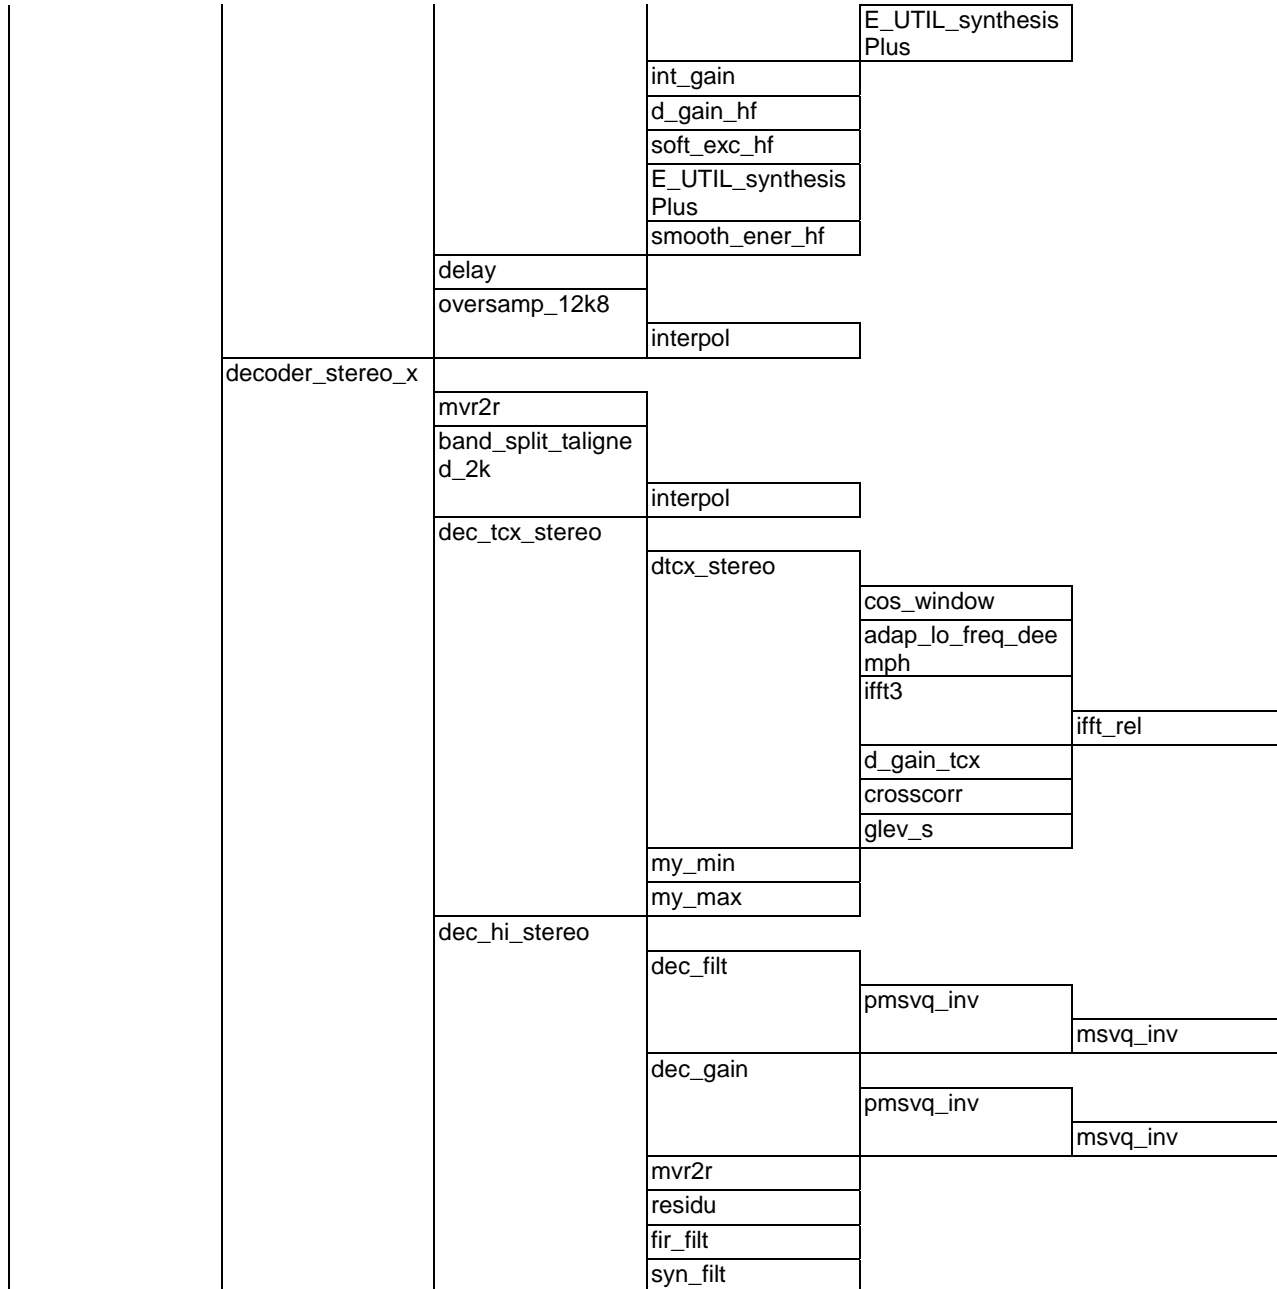 E_UTIL_synthesis
Plus
int_gain
d_gain_hf
soft_exc_hf
E_UTIL_synthesis
Plus
smooth_ener_hf
delay
oversamp_12k8
interpol
decoder_stereo_x
mvr2r
band_split_taligne
d_2k
interpol
dec_tcx_stereo
dtcx_stereo
cos_window
adap_lo_freq_dee
mph
ifft3
ifft_rel
d_gain_tcx
crosscorr
glev_s
my_min
my_max
dec_hi_stereo
dec_filt
pmsvq_inv
msvq_inv
dec_gain
pmsvq_inv
msvq_inv
mvr2r
residu
fir_filt
syn_filt